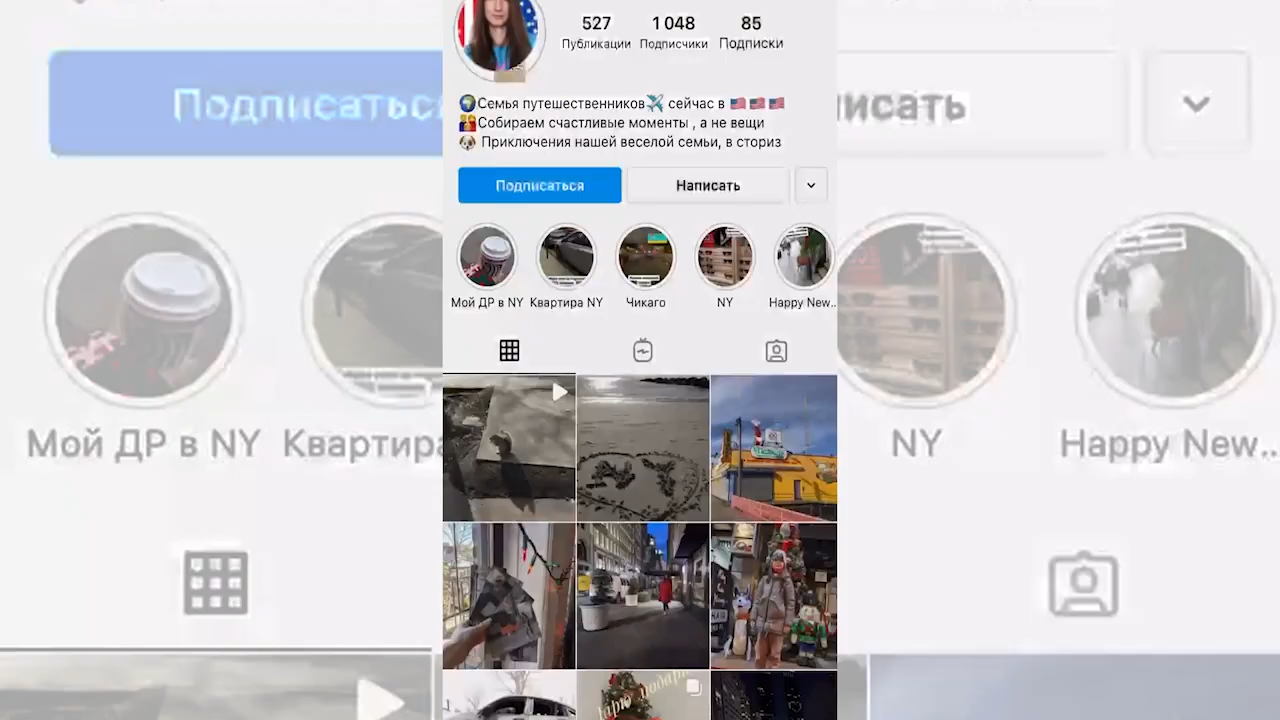 527 1 048 85
Публикации Подписчики Подписки
🌍Семья путешественников✈️ сейчас в 🇺🇸🇺🇸🇺🇸
👫Собираем счастливые моменты , а не вещи
🐶 Приключения нашей веселой семьи, в сториз
Подписаться Написать
Мой ДР в NY Квартира NY Чикаго NY Happy New...
NY
Подписатьс
исать
Мой ДР в NY Квартира
NY Happy New...